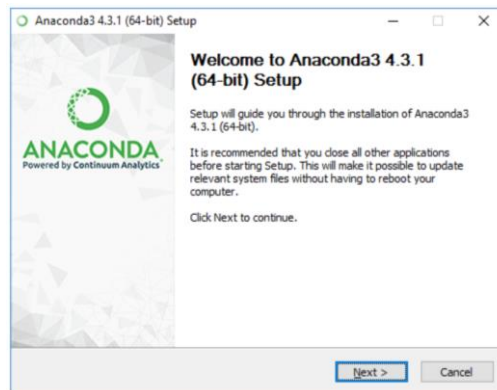 Anaconda3 4.3.1 (64-bit) Setup
Welcome to Anaconda3 4.3.1
(64-bit) Setup
Setup will guide you through the installation of Anaconda3
4.3.1 (64-bit).
It is recommended that you close all other applications
before starting Setup. This will make it possible to update
relevant system files without having to reboot your
computer.
Click Next to continue.
ANACONDA
Powered by Continuum Analytics
Next >
Cancel